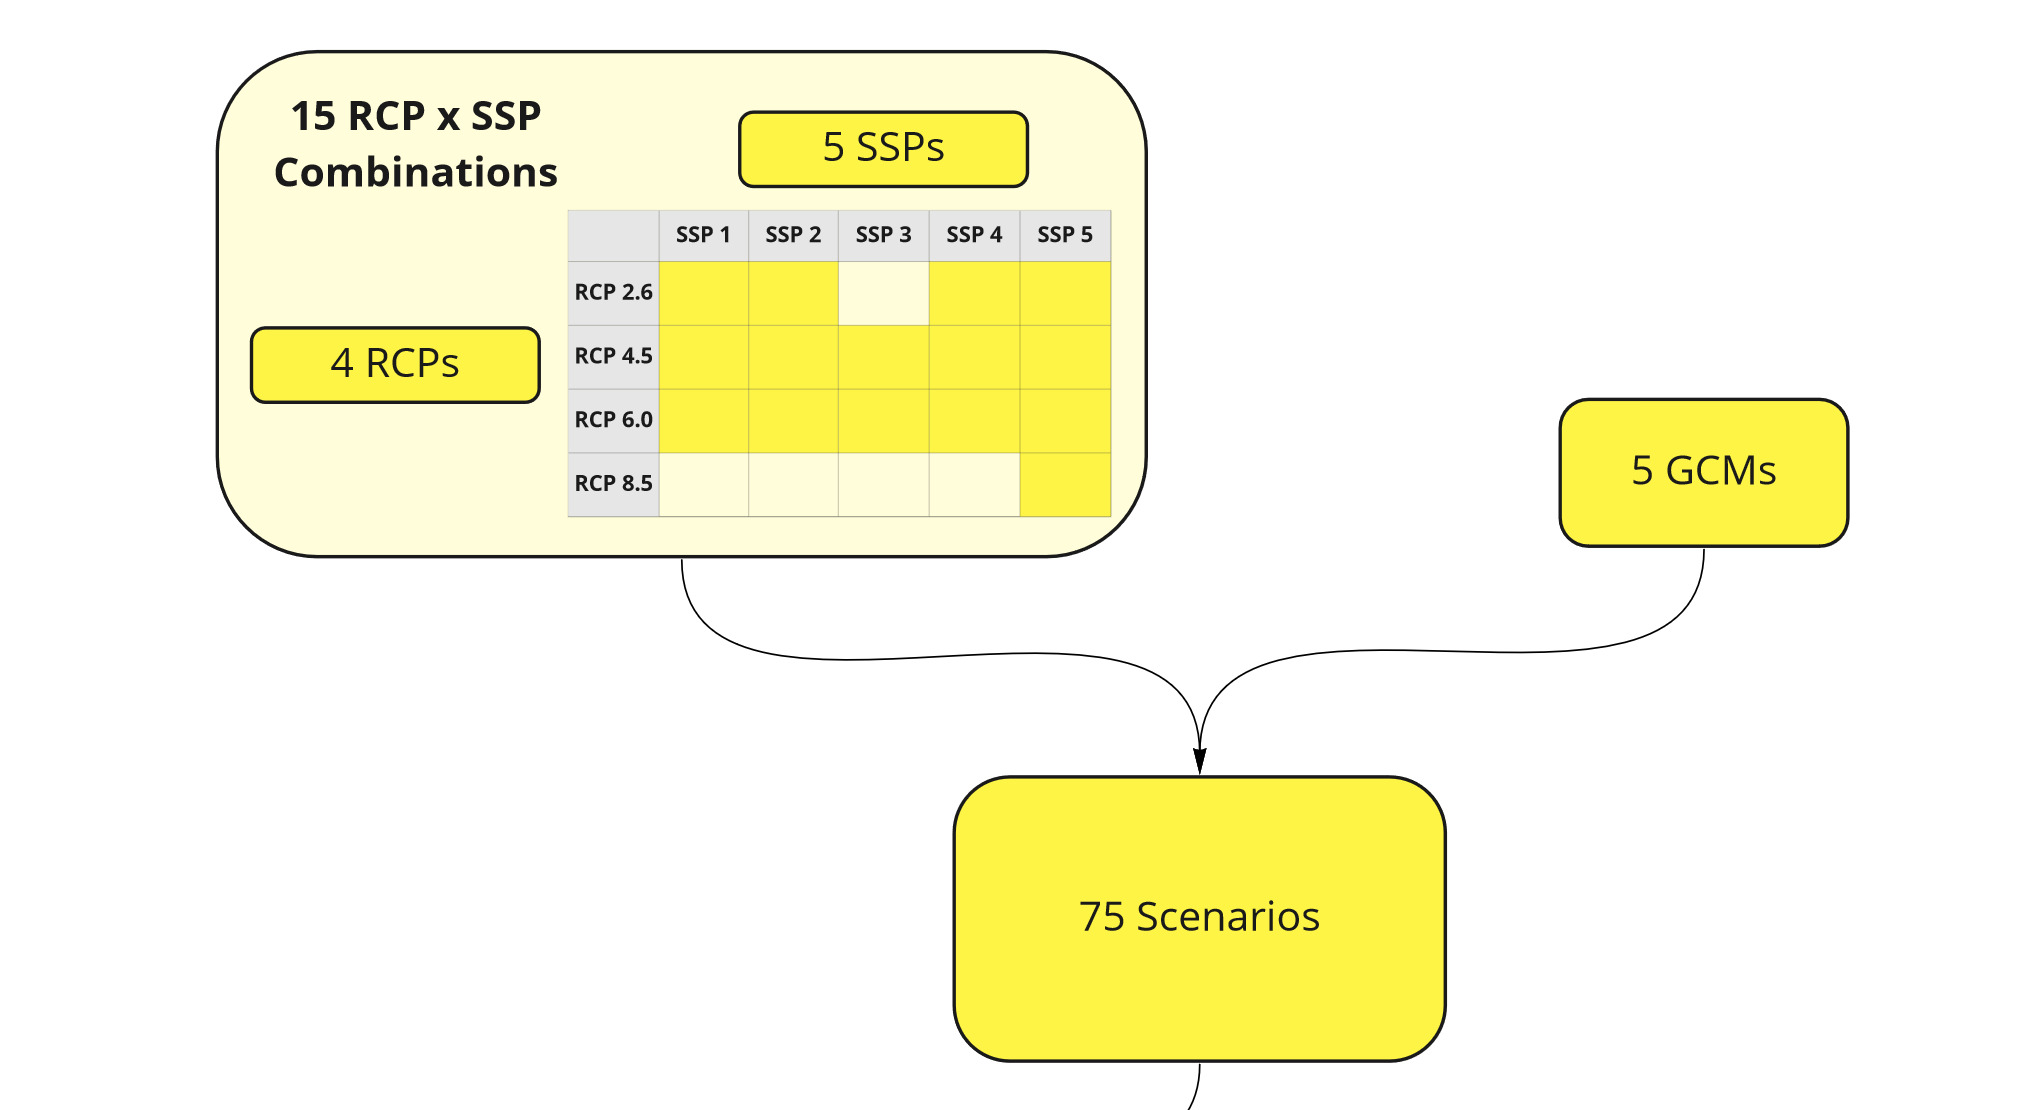 15 RCP x SSP
Combinations
5 SSPs
SSP 1 SSP 2 SSP 3 SSP 4 SSP 5
RCP 2.6
4 RCPs
RCP 4.5
RCP 6.0
RCP 8.5
5 GCMs
75 Scenarios